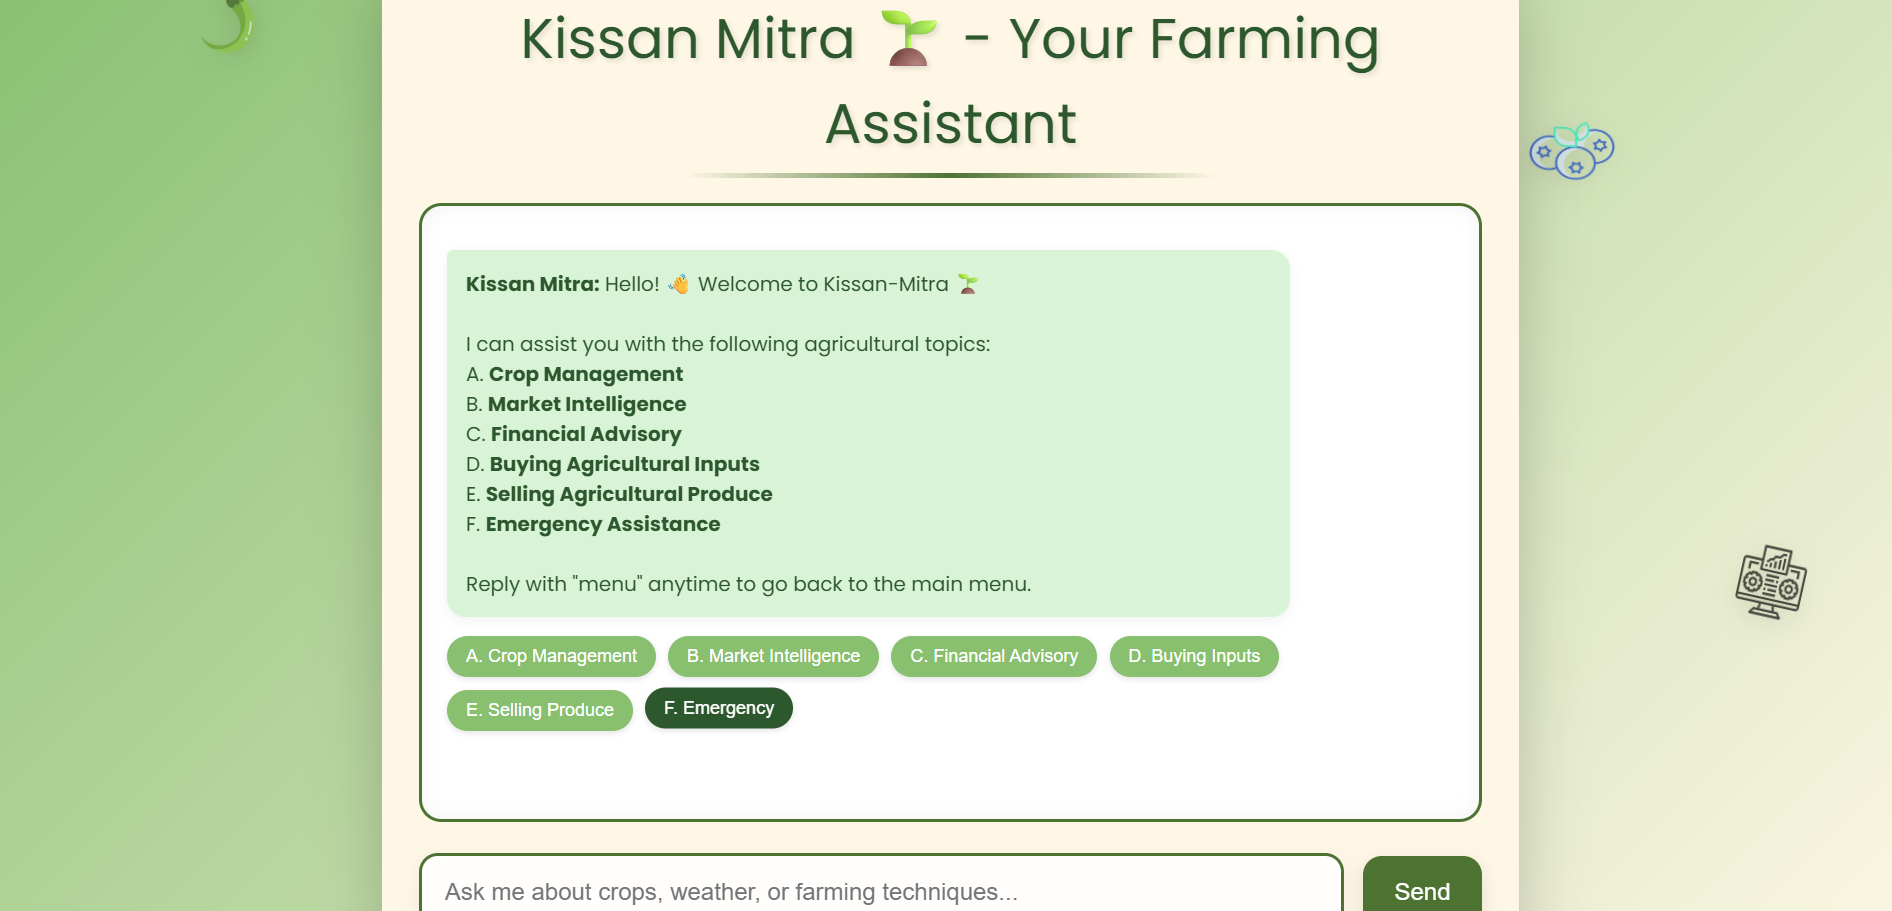 Kissan Mitra 🌱 - Your Farming
Assistant
Kissan Mitra: Hello! 👋 Welcome to Kissan-Mitra 🌱
I can assist you with the following agricultural topics:
A. Crop Management
B. Market Intelligence
C. Financial Advisory
D. Buying Agricultural Inputs
E. Selling Agricultural Produce
F. Emergency Assistance
Reply with "menu" anytime to go back to the main menu.
A. Crop Management B. Market Intelligence C. Financial Advisory D. Buying Inputs
E. Selling Produce F. Emergency
Ask me about crops, weather, or farming techniques... Send